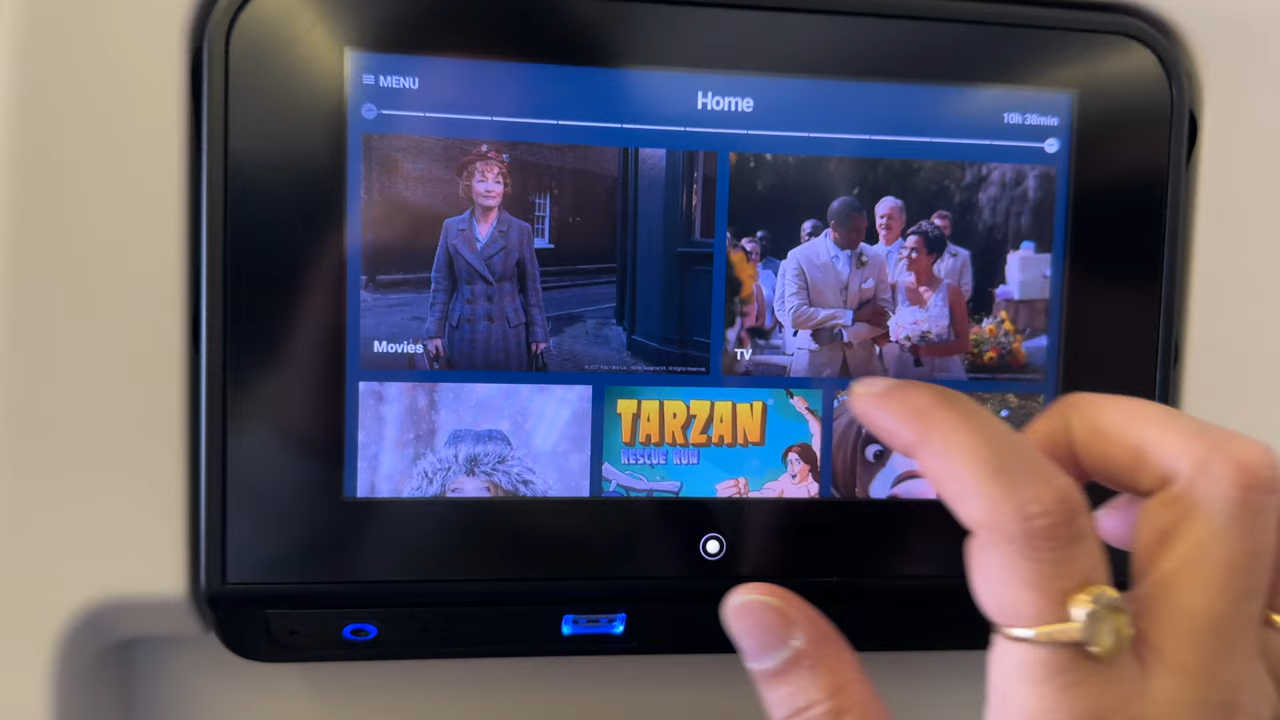 MENU
Home
10h 38min
Movies
TV
TARZAN
RESCUE RUN